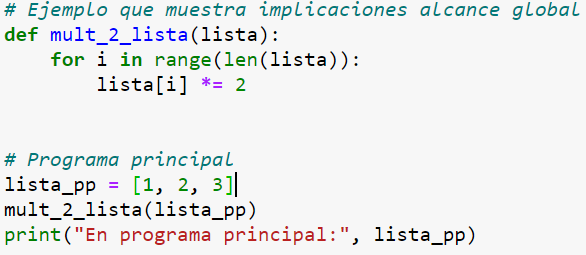 # Ejemplo que muestra implicaciones alcance global
def mult_2_lista(lista):
    for i in range(len(lista)):
        lista[i] *= 2
# Programa principal
lista_pp = [1, 2, 3]
mult_2_lista(lista_pp)
print("En programa principal:", lista_pp)